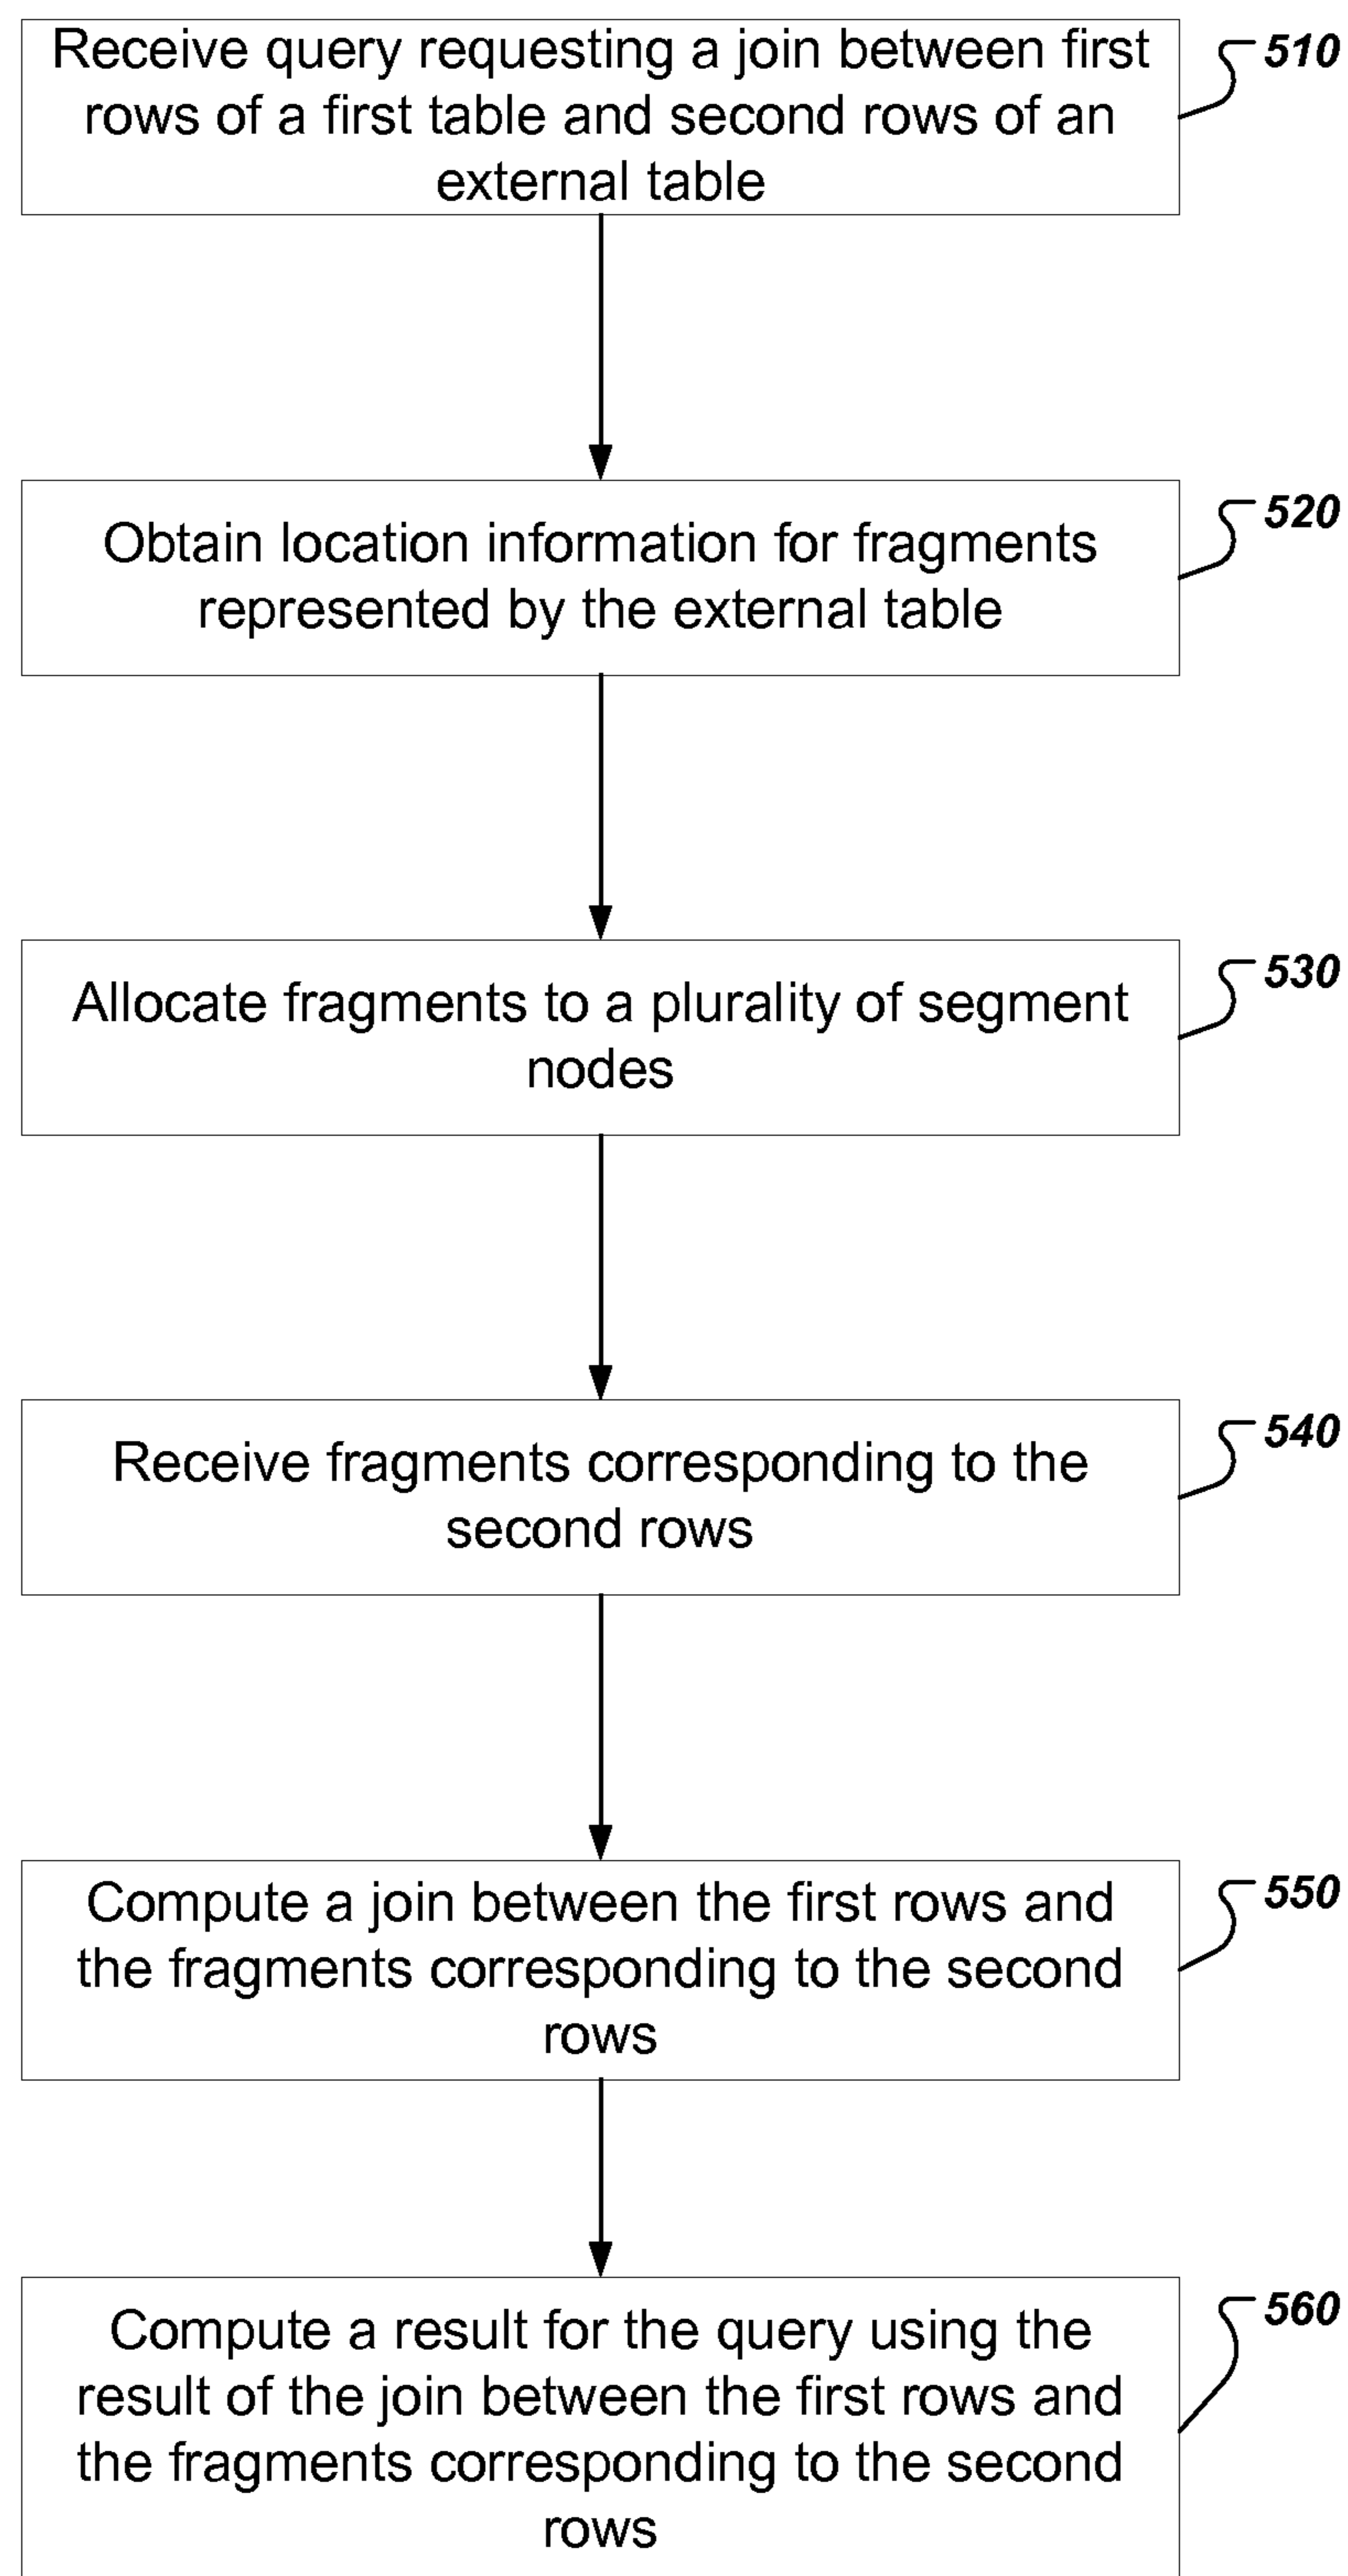 Receive query requesting a join between first
510
rows of a first table and second rows of an
external table
520
Obtain location information for fragments
represented by the external table
530
Allocate fragments to a plurality of segment
nodes
540
Receive fragments corresponding to the
second rows
550
Compute a join between the first rows and
the fragments corresponding to the second
rows
560
Compute a result for the query using the
result of the join between the first rows and
the fragments corresponding to the second
rows